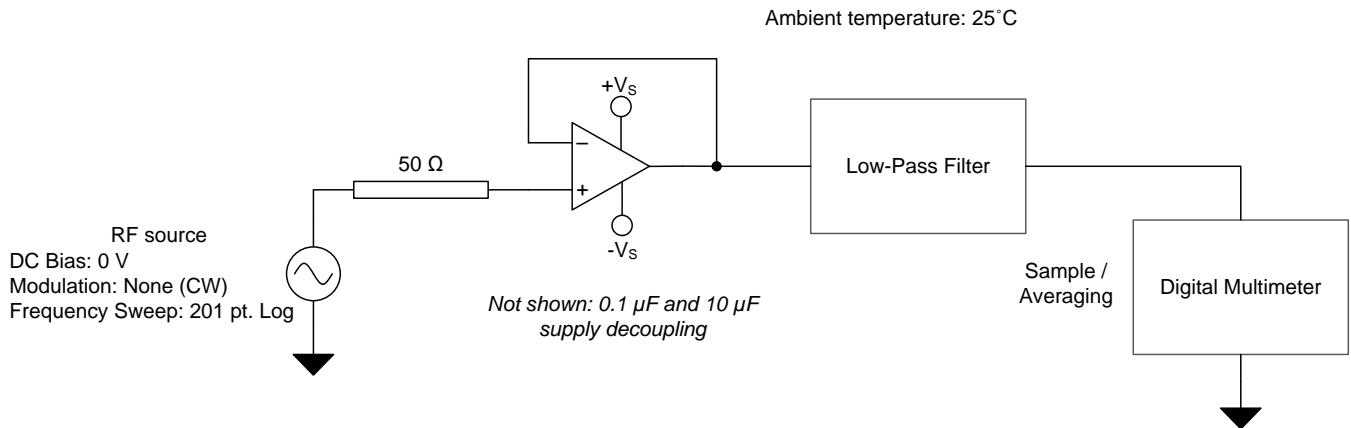 Ambient temperature: 25˚C
+VS
−
50 Ω
+
Low-Pass Filter
RF source
DC Bias: 0 V
Modulation: None (CW)
Frequency Sweep: 201 pt. Log
-VS
Not shown: 0.1 µF and 10 µF
supply decoupling
Sample /
Averaging
Digital Multimeter